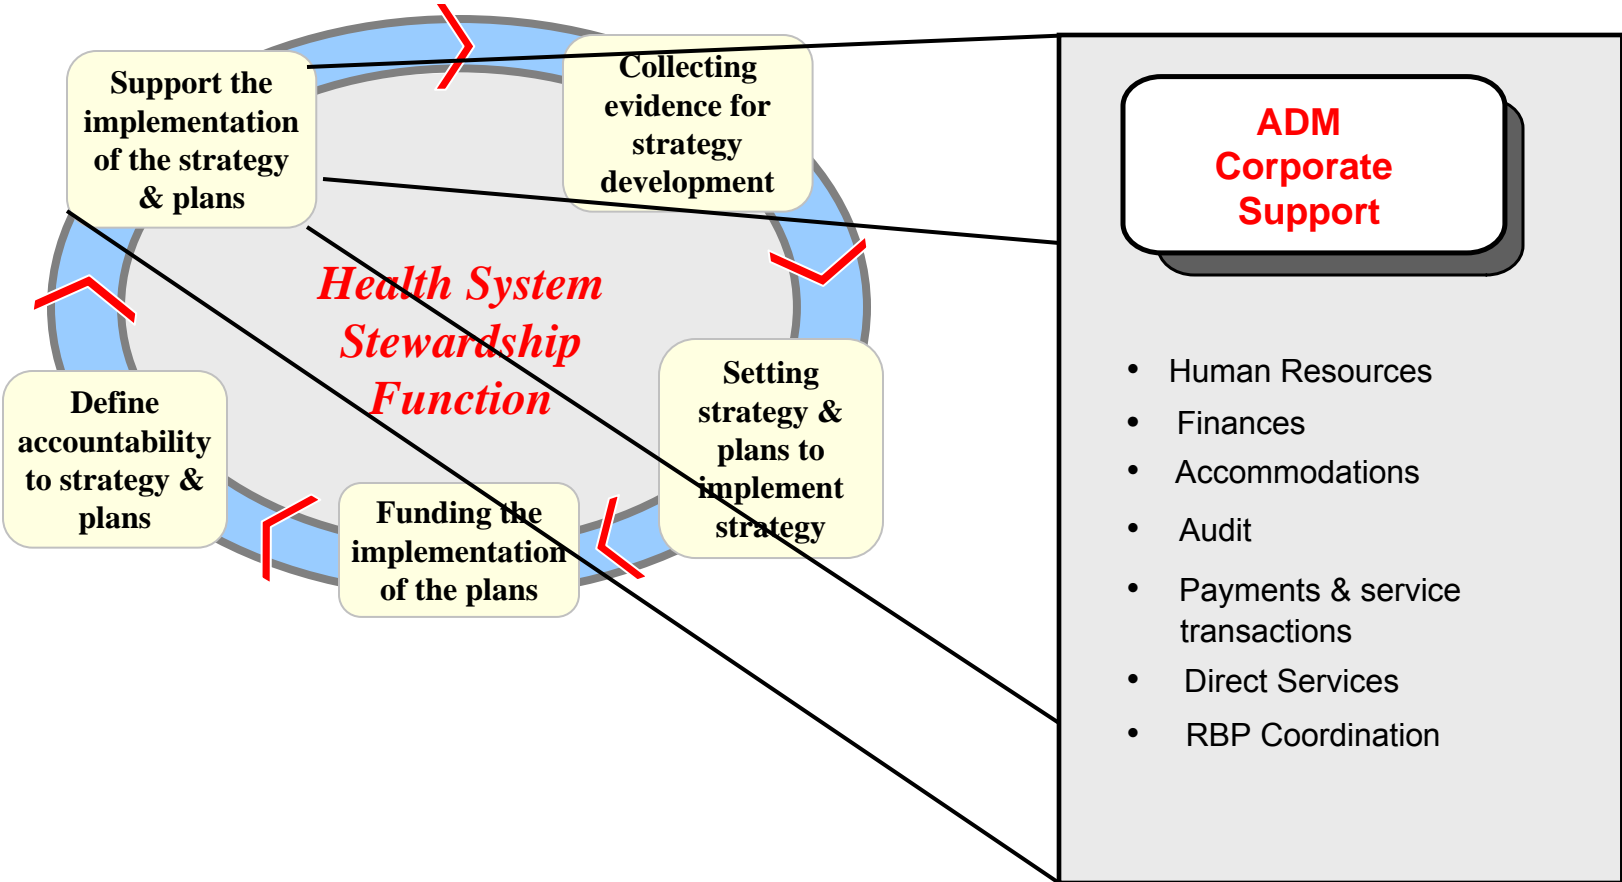 Support the
implementation
of the strategy
& plans
Collecting
evidence for
strategy
development
Health System
Stewardship
Function
Setting
strategy &
plans to
implement
strategy
Define
accountability
to strategy &
plans
Funding the
implementation
of the plans
ADM
Corporate
Support
• Human Resources
• Finances
• Accommodations
• Audit
• Payments & service
transactions
• Direct Services
• RBP Coordination